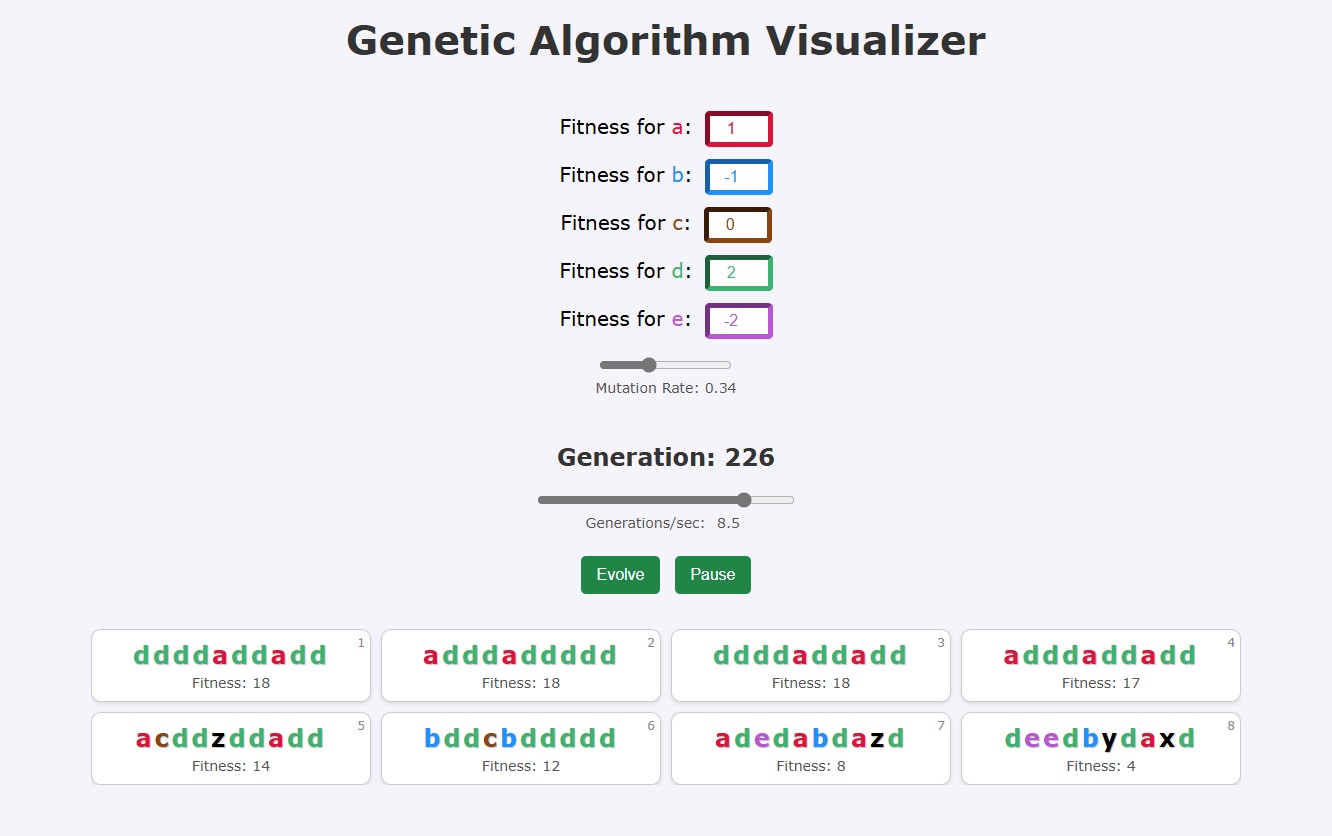 Genetic Algorithm Visualizer
Fitness for a: 1
Fitness for b: -1
Fitness for c: 0
Fitness for d: 2
Fitness for e: -2
Mutation Rate: 0.34
Generation: 226
Generations/sec: 8.5
Evolve Pause
1
ddddaddadd
Fitness: 18
2
adddaddddd
Fitness: 18
3
ddddaddadd
Fitness: 18
4
adddaddadd
Fitness: 17
5
acddzddadd
Fitness: 14
6
bddcbddddd
Fitness: 12
7
adedabdazd
Fitness: 8
8
deedbydaxd
Fitness: 4